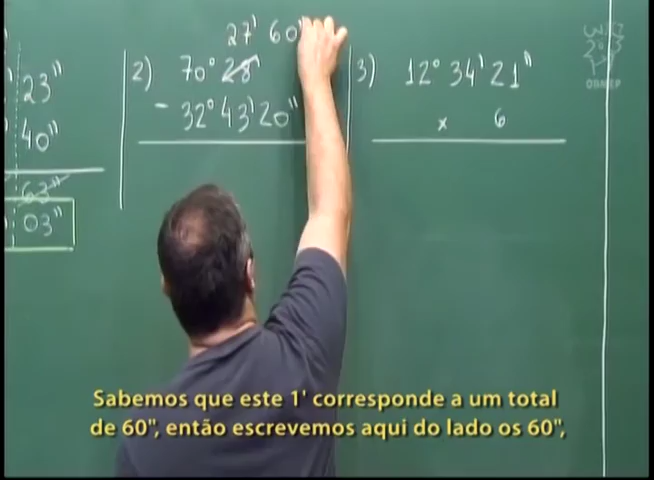 23"
40"
63"
03"
27' 60"
2) 70° 28'
- 32° 43' 20"
3) 12° 34' 21"
x 6
OBMEP
Sabemos que este 1' corresponde a um total
de 60", então escrevemos aqui do lado os 60",